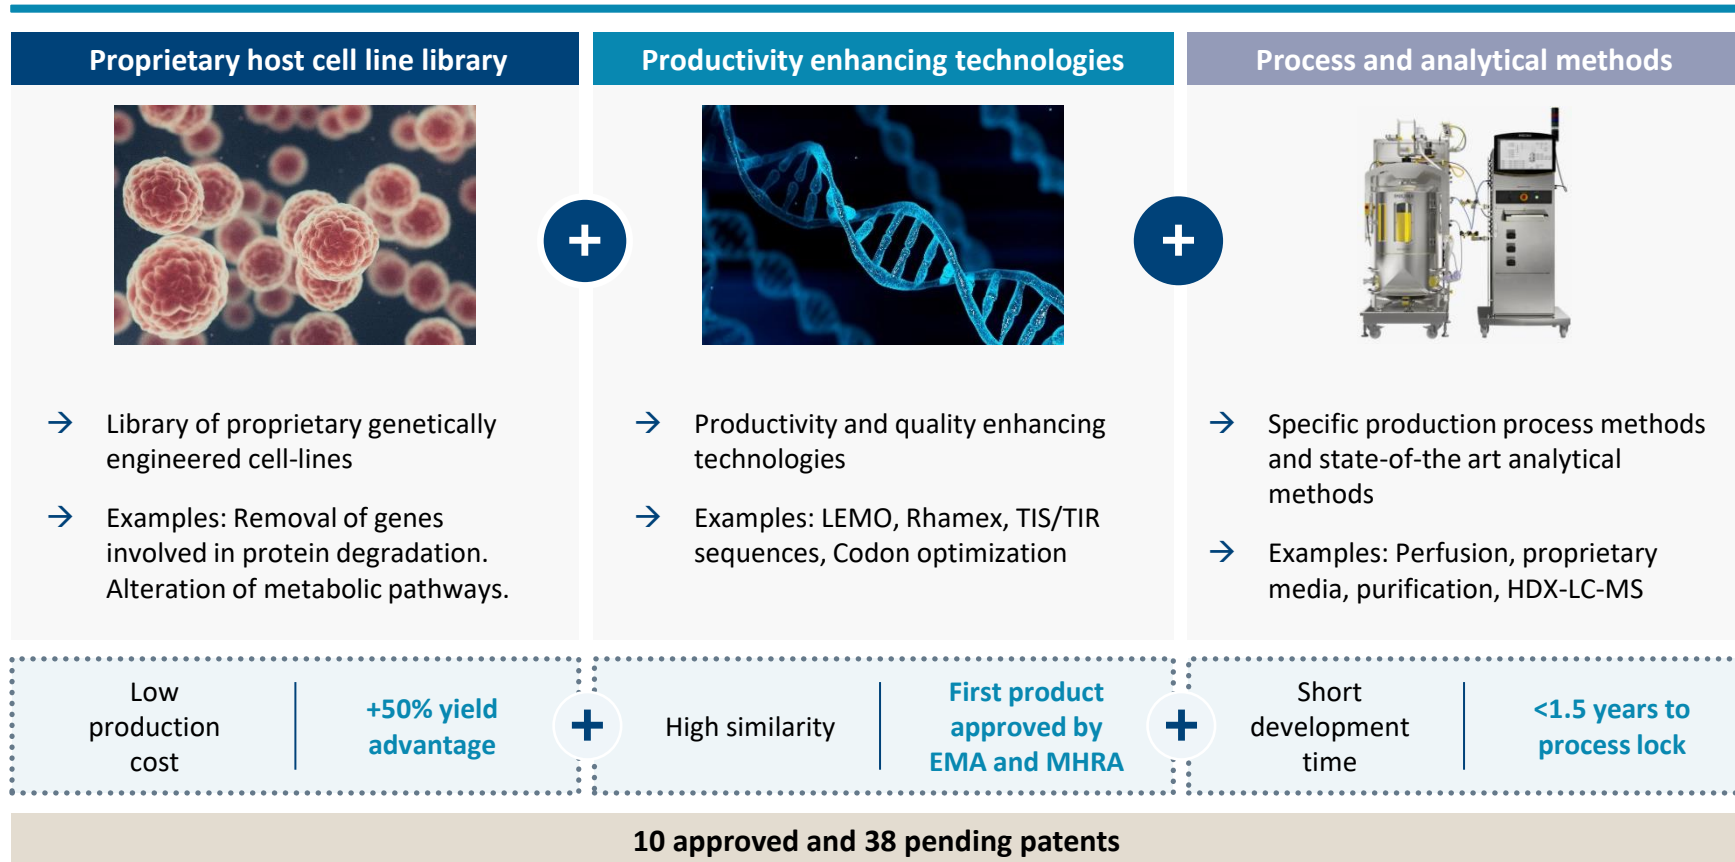 Proprietary host cell line library
Productivity enhancing technologies
Process and analytical methods
+
+
→ Library of proprietary genetically
engineered cell-lines
→ Examples: Removal of genes
involved in protein degradation.
Alteration of metabolic pathways.
→ Productivity and quality enhancing
technologies
→ Examples: LEMO, Rhamex, TIS/TIR
sequences, Codon optimization
→ Specific production process methods
and state-of-the art analytical
methods
→ Examples: Perfusion, proprietary
media, purification, HDX-LC-MS
Low
production
cost
+50% yield
advantage
+
High similarity
First product
approved by
EMA and MHRA
+
Short
development
time
<1.5 years to
process lock
10 approved and 38 pending patents